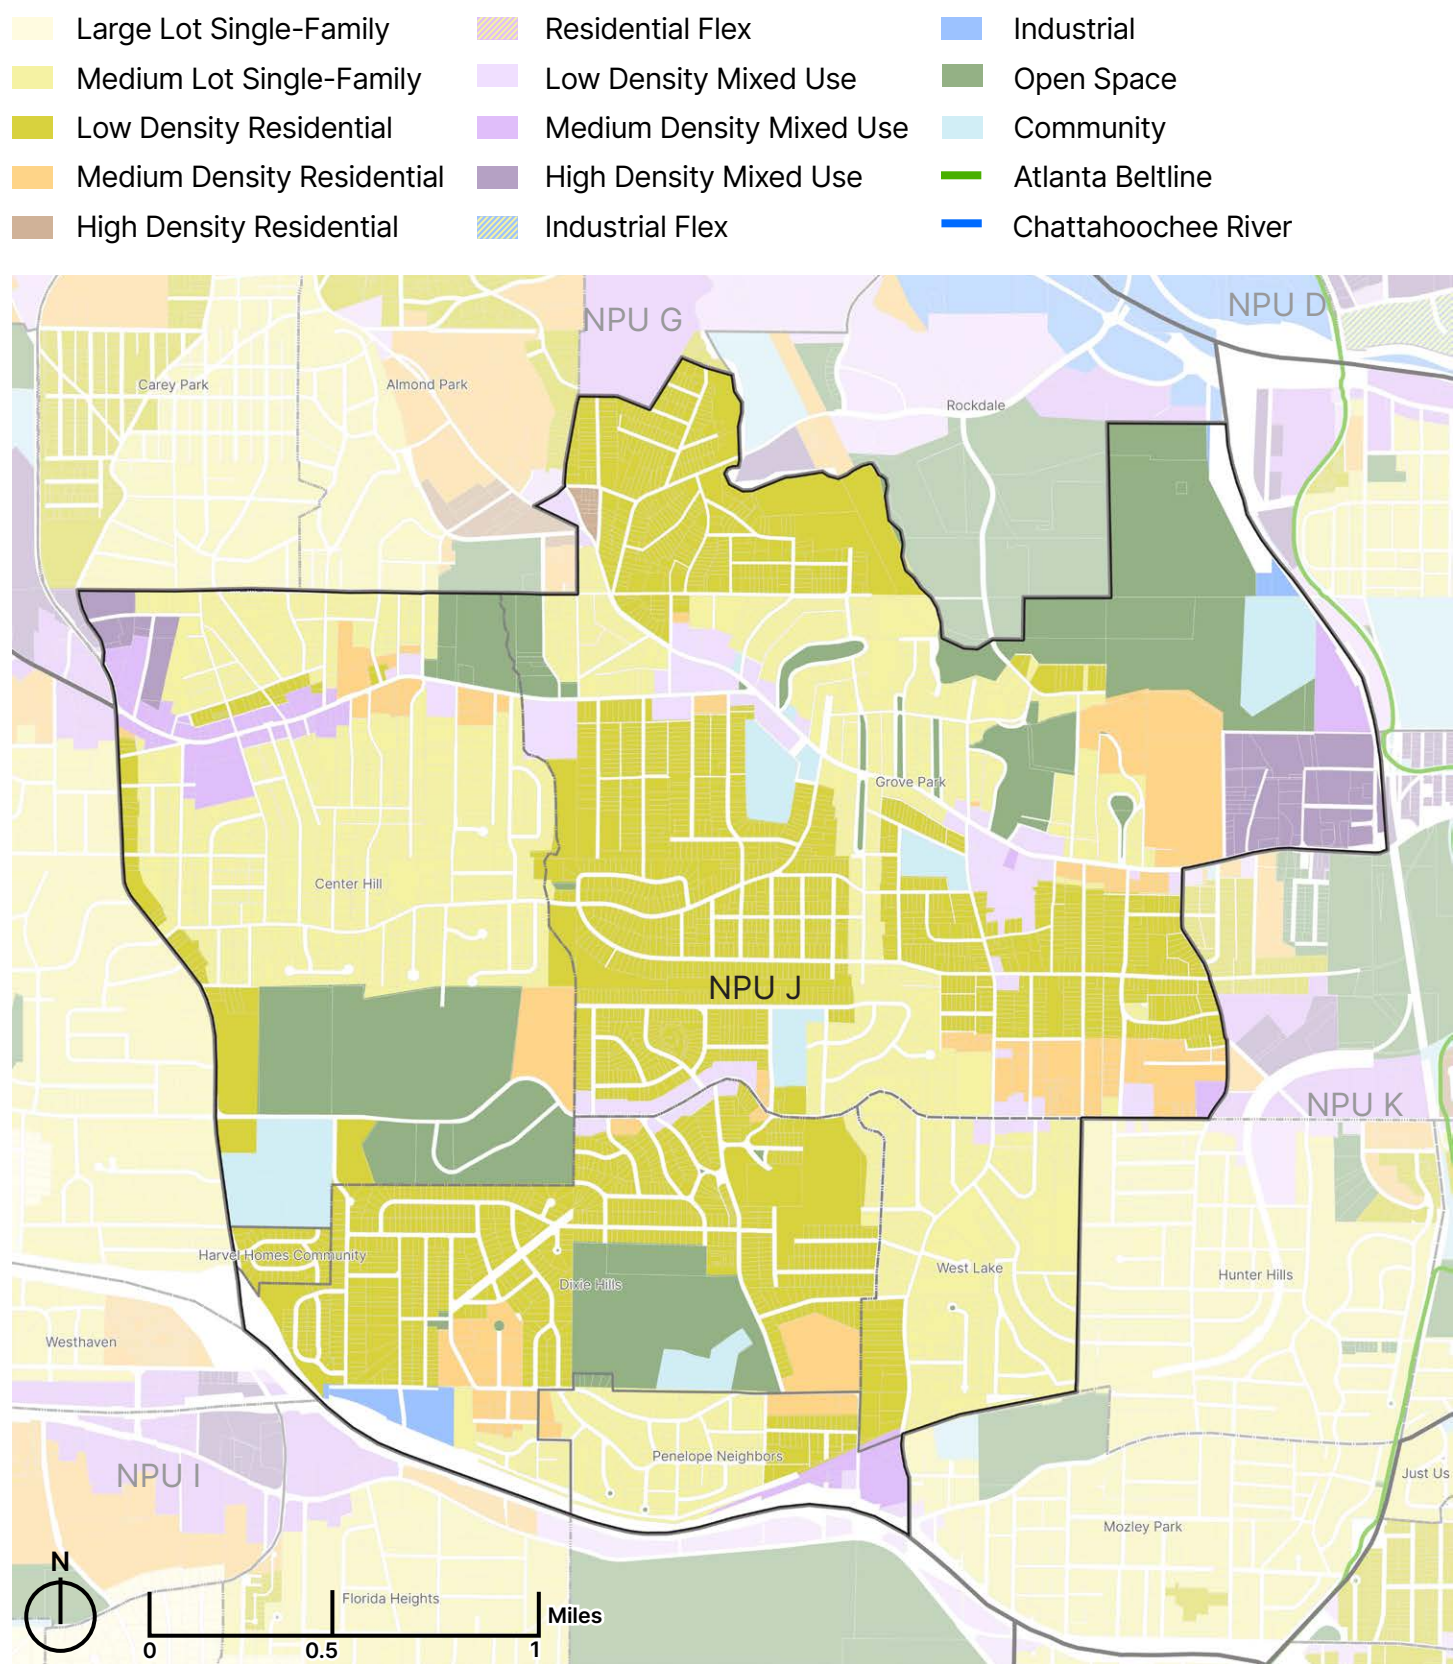 Large Lot Single-Family
Medium Lot Single-Family
Low Density Residential
Medium Density Residential
High Density Residential
Residential Flex
Low Density Mixed Use
Medium Density Mixed Use
High Density Mixed Use
Industrial Flex
Industrial
Open Space
Community
Atlanta Beltline
Chattahoochee River
NPU G
NPU D
Carey Park
Almond Park
Rockdale
Grove Park
Center Hill
NPU J
NPU K
Harvel Homes Community
Dixie Hills
West Lake
Hunter Hills
Westhaven
Penelope Neighbors
NPU I
Just Us
Mozley Park
Florida Heights
N
Miles
0
0.5
1